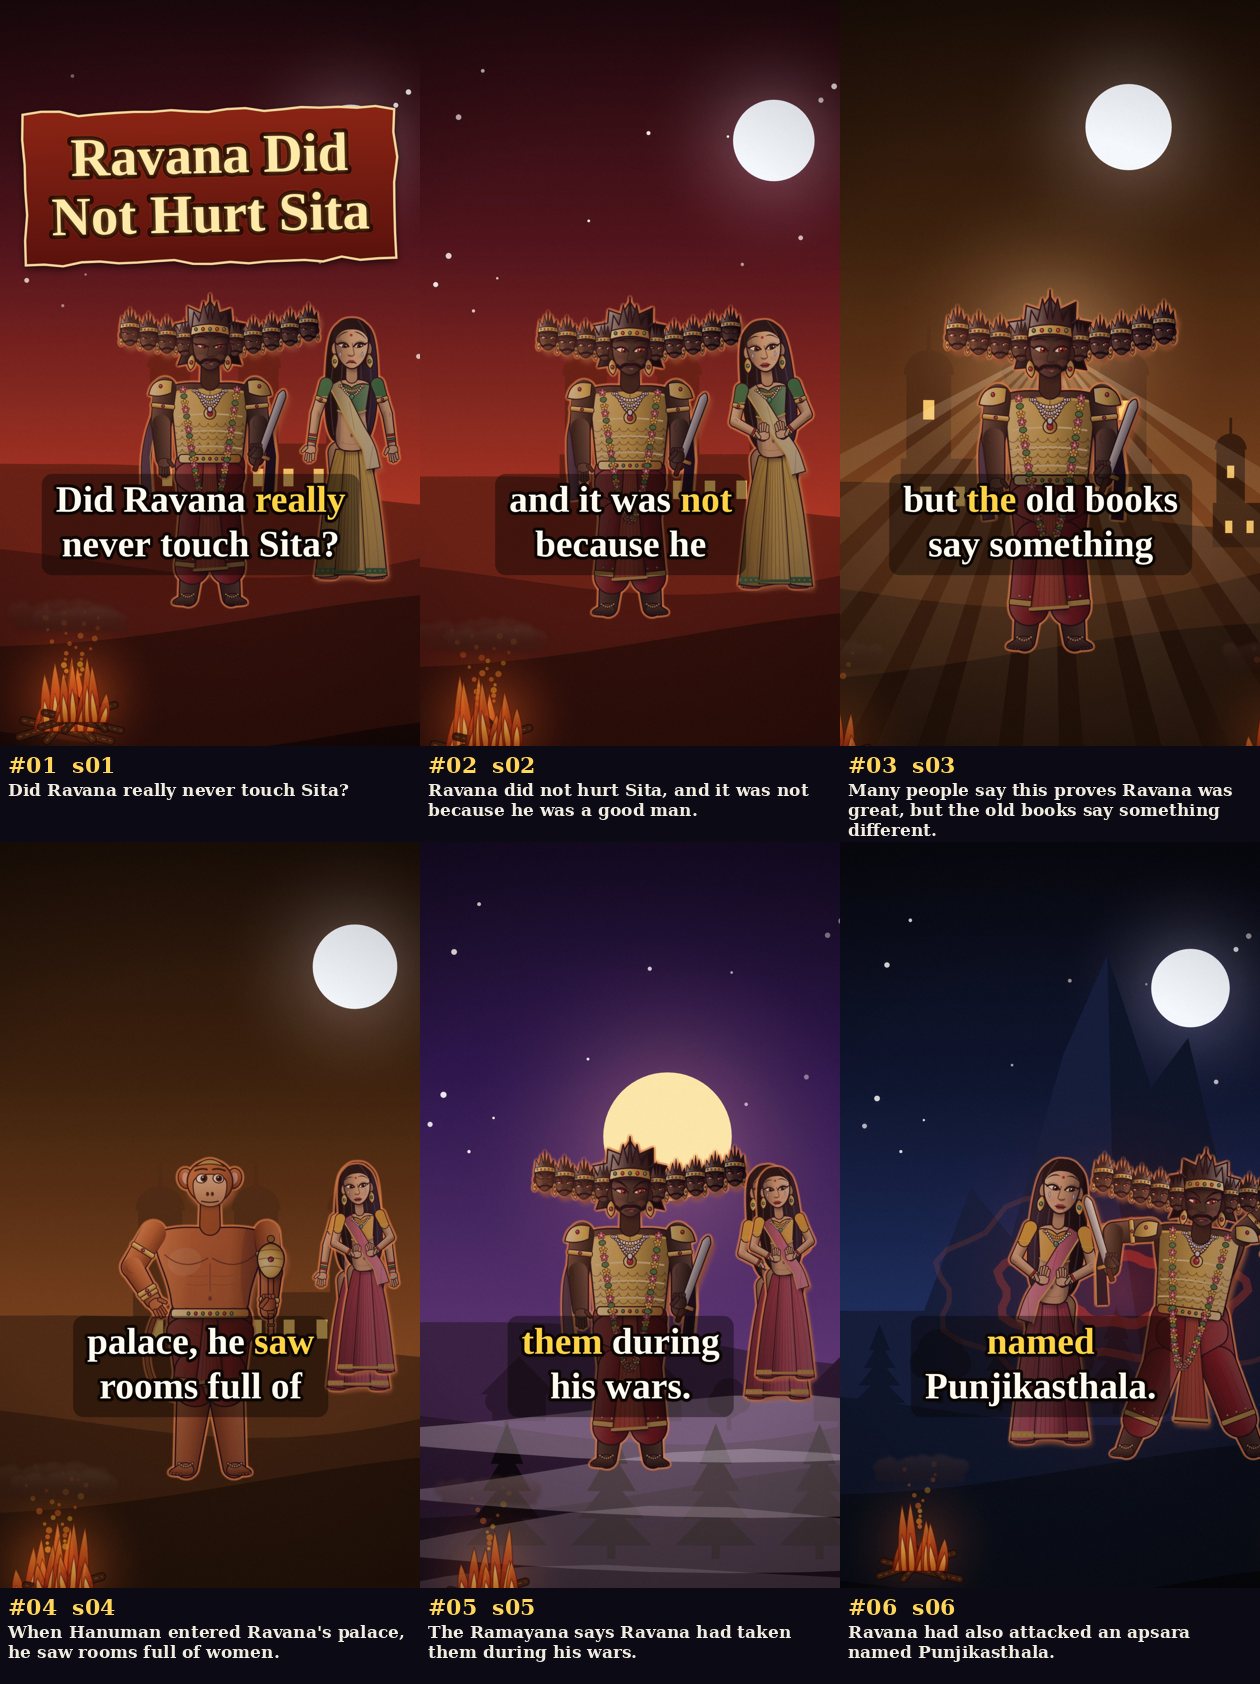 Ravana Did
Not Hurt Sita
Did Ravana really
never touch Sita?
#01 s01
Did Ravana really never touch Sita?
and it was not
because he
#02 s02
Ravana did not hurt Sita, and it was not
because he was a good man.
but the old books
say something
#03 s03
Many people say this proves Ravana was
great, but the old books say something
different.
palace, he saw
rooms full of
#04 s04
When Hanuman entered Ravana's palace,
he saw rooms full of women.
them during
his wars.
#05 s05
The Ramayana says Ravana had taken
them during his wars.
named
Punjikasthala.
#06 s06
Ravana had also attacked an apsara
named Punjikasthala.